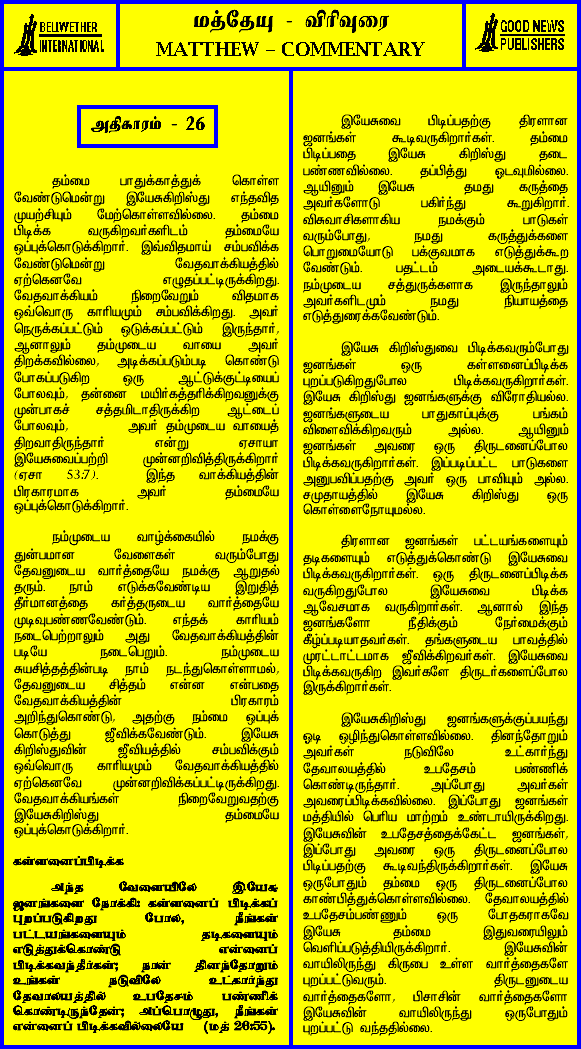 BELIWETHER
INTERNATIONAL
மத்தேயு - விரிவுரை
MATTHEW – COMMENTARY
GOOD NEWS
PUBLISHERS
அதிகாரம் - 26
தம்மை பாதுக்காத்துக் கொள்ள
வேண்டுமென்று இயேசுகிறிஸ்து எந்தவித
முயற்சியும் மேற்கொள்ளவில்லை. தம்மை
பிடிக்க வருகிறவர்களிடம் தம்மையே
ஒப்புக்கொடுக்கிறார். இவ்விதமாய் சம்பவிக்க
வேண்டுமென்று வேதவாக்கியத்தில்
ஏற்கெனவே எழுதப்பட்டிருக்கிறது.
வேதவாக்கியம் நிறைவேறும் விதமாக
ஒவ்வொரு காரியமும் சம்பவிக்கிறது. அவர்
நெருக்கப்பட்டும் ஒடுக்கப்பட்டும் இருந்தார்,
ஆனாலும் தம்முடைய வாயை அவர்
திறக்கவில்லை, அடிக்கப்படும்படி கொண்டு
போகப்படுகிற ஒரு ஆட்டுக்குட்டியைப்
போலவும், தன்னை மயிர்கத்தரிக்கிறவனுக்கு
முன்பாகச் சத்தமிடாதிருக்கிற ஆட்டைப்
போலவும், அவர் தம்முடைய வாயைத்
திறவாதிருந்தார் என்று ஏசாயா
இயேசுவைப்பற்றி முன்னறிவித்திருக்கிறார்
(ஏசா 53:7). இந்த வாக்கியத்தின்
பிரகாரமாக அவர் தம்மையே
ஒப்புக்கொடுக்கிறார்.
நம்முடைய வாழ்க்கையில் நமக்கு
துன்பமான வேளைகள் வரும்போது
தேவனுடைய வார்த்தையே நமக்கு ஆறுதல்
தரும். நாம் எடுக்கவேண்டிய இறுதித்
தீர்மானத்தை கர்த்தருடைய வார்த்தையே
முடிவுபண்ணவேண்டும். எந்தக் காரியம்
நடைபெற்றாலும் அது வேதவாக்கியத்தின்
படியே நடைபெறும். நம்முடைய
சுயசித்தத்தின்படி நாம் நடந்துகொள்ளாமல்,
தேவனுடைய சித்தம் என்ன என்பதை
வேதவாக்கியத்தின் பிரகாரம்
அறிந்துகொண்டு, அதற்கு நம்மை ஒப்புக்
கொடுத்து ஜீவிக்கவேண்டும். இயேசு
கிறிஸ்துவின் ஜீவியத்தில் சம்பவிக்கும்
ஒவ்வொரு காரியமும் வேதவாக்கியத்தில்
ஏற்கெனவே முன்னறிவிக்கப்பட்டிருக்கிறது.
வேதவாக்கியங்கள் நிறைவேறுவதற்கு
இயேசுகிறிஸ்து தம்மையே
ஒப்புக்கொடுக்கிறார்.
கள்ளனைப்பிடிக்க
அந்த வேளையிலே இயேசு
ஜனங்களை நோக்கி: கள்ளனைப் பிடிக்கப்
புறப்படுகிறது போல, நீங்கள்
பட்டயங்களையும் தடிகளையும்
எடுத்துக்கொண்டு என்னைப்
பிடிக்கவந்தீர்கள்; நான் தினந்தோறும்
உங்கள் நடுவிலே உட்கார்ந்து
தேவாலயத்தில் உபதேசம் பண்ணிக்
கொண்டிருந்தேன்; அப்பொழுது, நீங்கள்
என்னைப் பிடிக்கவில்லையே (மத் 26:55).
இயேசுவை பிடிப்பதற்கு திரளான
ஜனங்கள் கூடிவருகிறார்கள். தம்மை
பிடிப்பதை இயேசு கிறிஸ்து தடை
பண்ணவில்லை. தப்பித்து ஓடவுமில்லை.
ஆயினும் இயேசு தமது கருத்தை
அவர்களோடு பகிர்ந்து கூறுகிறார்.
விசுவாசிகளாகிய நமக்கும் பாடுகள்
வரும்போது, நமது கருத்துக்களை
பொறுமையோடு பக்குவமாக எடுத்துக்கூற
வேண்டும். பதட்டம் அடையக்கூடாது.
நம்முடைய சத்துருக்களாக இருந்தாலும்
அவர்களிடமும் நமது நியாயத்தை
எடுத்துரைக்கவேண்டும்.
இயேசு கிறிஸ்துவை பிடிக்கவரும்போது
ஜனங்கள் ஒரு கள்ளனைப்பிடிக்க
புறப்படுகிறதுபோல பிடிக்கவருகிறார்கள்.
இயேசு கிறிஸ்து ஜனங்களுக்கு விரோதியல்ல.
ஜனங்களுடைய பாதுகாப்புக்கு பங்கம்
விளைவிக்கிறவரும் அல்ல. ஆயினும்
ஜனங்கள் அவரை ஒரு திருடனைப்போல
பிடிக்கவருகிறார்கள். இப்படிப்பட்ட பாடுகளை
அனுபவிப்பதற்கு அவர் ஒரு பாவியும் அல்ல.
சமுதாயத்தில் இயேசு கிறிஸ்து ஒரு
கொள்ளைநோயுமல்ல.
திரளான ஜனங்கள் பட்டயங்களையும்
தடிகளையும் எடுத்துக்கொண்டு இயேசுவை
பிடிக்கவருகிறார்கள். ஒரு திருடனைப்பிடிக்க
வருகிறதுபோல இயேசுவை பிடிக்க
ஆவேசமாக வருகிறார்கள். ஆனால் இந்த
ஜனங்களோ நீதிக்கும் நேர்மைக்கும்
கீழ்ப்படியாதவர்கள். தங்களுடைய பாவத்தில்
முரட்டாட்டமாக ஜீவிக்கிறவர்கள். இயேசுவை
பிடிக்கவருகிற இவர்களே திருடர்களைப்போல
இருக்கிறார்கள்.
இயேசுகிறிஸ்து ஜனங்களுக்குப்பயந்து
ஓடி ஒழிந்துகொள்ளவில்லை. தினந்தோறும்
அவர்கள் நடுவிலே உட்கார்ந்து
தேவாலயத்தில் உபதேசம் பண்ணிக்
கொண்டிருந்தார். அப்போது அவர்கள்
அவரைப்பிடிக்கவில்லை. இப்போது ஜனங்கள்
மத்தியில் பெரிய மாற்றம் உண்டாயிருக்கிறது.
இயேசுவின் உபதேசத்தைக்கேட்ட ஜனங்கள்,
இப்போது அவரை ஒரு திருடனைப்போல
பிடிப்பதற்கு கூடிவந்திருக்கிறார்கள். இயேசு
ஒருபோதும் தம்மை ஒரு திருடனைப்போல
காண்பித்துக்கொள்ளவில்லை. தேவாலயத்தில்
உபதேசம்பண்ணும் ஒரு போதகராகவே
இயேசு தம்மை இதுவரையிலும்
வெளிப்படுத்தியிருக்கிறார். இயேசுவின்
வாயிலிருந்து கிருபை உள்ள வார்த்தைகளே
புறப்பட்டுவரும். திருடனுடைய
வார்த்தைகளோ, பிசாசின் வார்த்தைகளோ
இயேசுவின் வாயிலிருந்து ஒருபோதும்
புறப்பட்டு வந்ததில்லை.